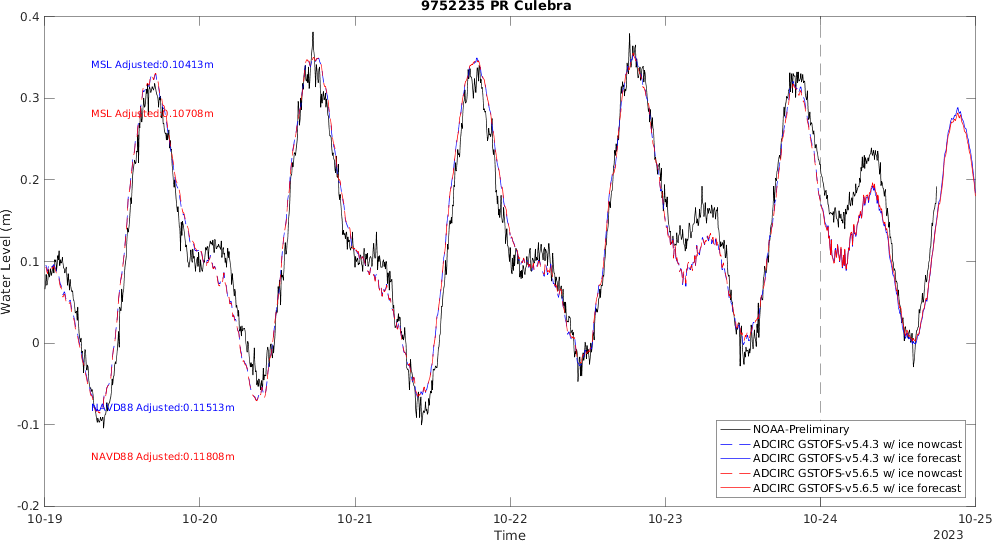 9752235 PR Culebra
0.4
0.3
0.2
0.1
0
-0.1
-0.2
Water Level (m)
MSL Adjusted:0.10413m
MSL Adjusted:0.10708m
NAVD88 Adjusted:0.11513m
NAVD88 Adjusted:0.11808m
NOAA-Preliminary
ADCIRC GSTOFS-v5.4.3 w/ ice nowcast
ADCIRC GSTOFS-v5.4.3 w/ ice forecast
ADCIRC GSTOFS-v5.6.5 w/ ice nowcast
ADCIRC GSTOFS-v5.6.5 w/ ice forecast
10-19 10-20 10-21 10-22 10-23 10-24 10-25
Time
2023